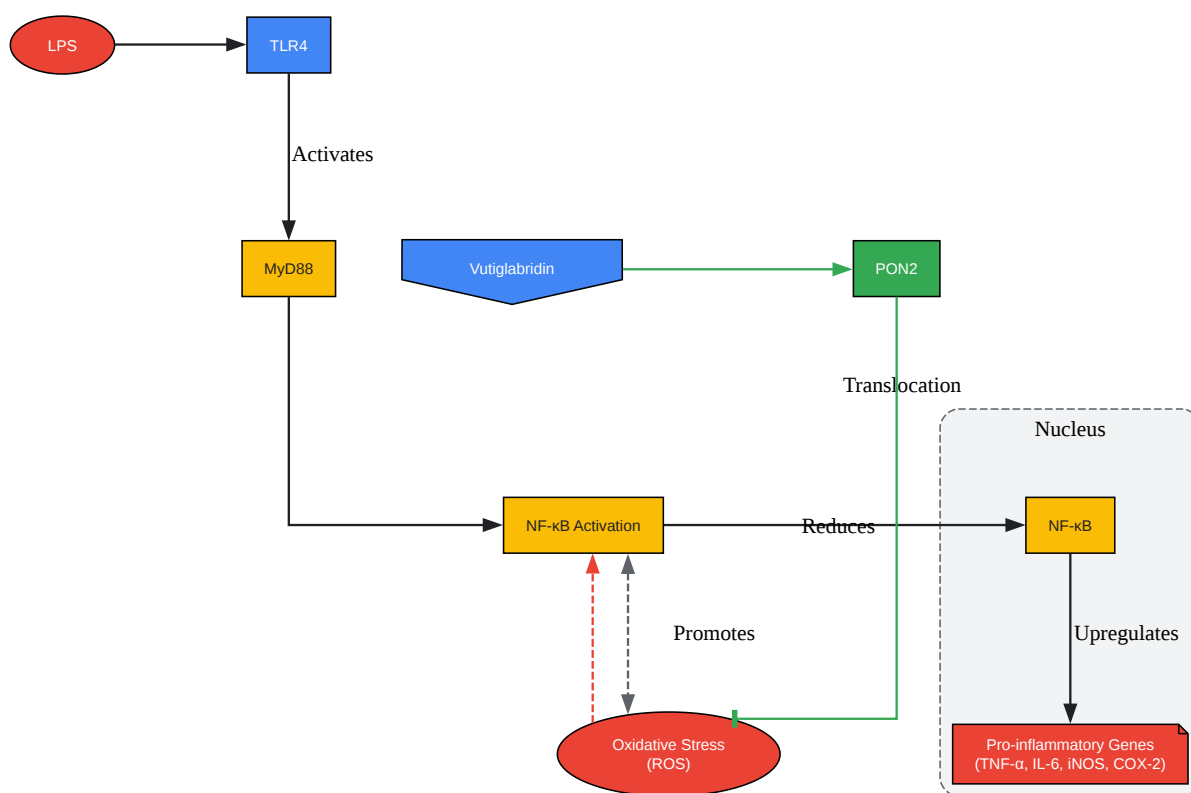 LPS
TLR4
Activates
MyD88
Vutiglabridin
PON2
Translocation
Nucleus
NF-κB Activation
Reduces
NF-κB
Promotes
Upregulates
Oxidative Stress
(ROS)
Pro-inflammatory Genes
(TNF-α, IL-6, iNOS, COX-2)